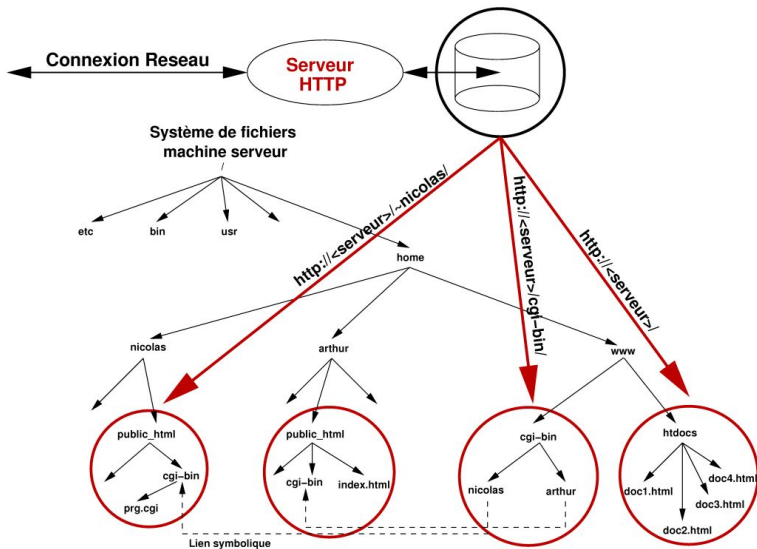 Connexion Reseau
Serveur
HTTP
Système de fichiers
machine serveur
/
etc
bin
usr
home
http://<serveur>/~nicolas/
http://<serveur>/cgi-bin/
http://<serveur>/
nicolas
arthur
www
public_html
cgi-bin
prg.cgi
public_html
cgi-bin
index.html
cgi-bin
nicolas
arthur
htdocs
doc1.html
doc2.html
doc3.html
doc4.html
Lien symbolique